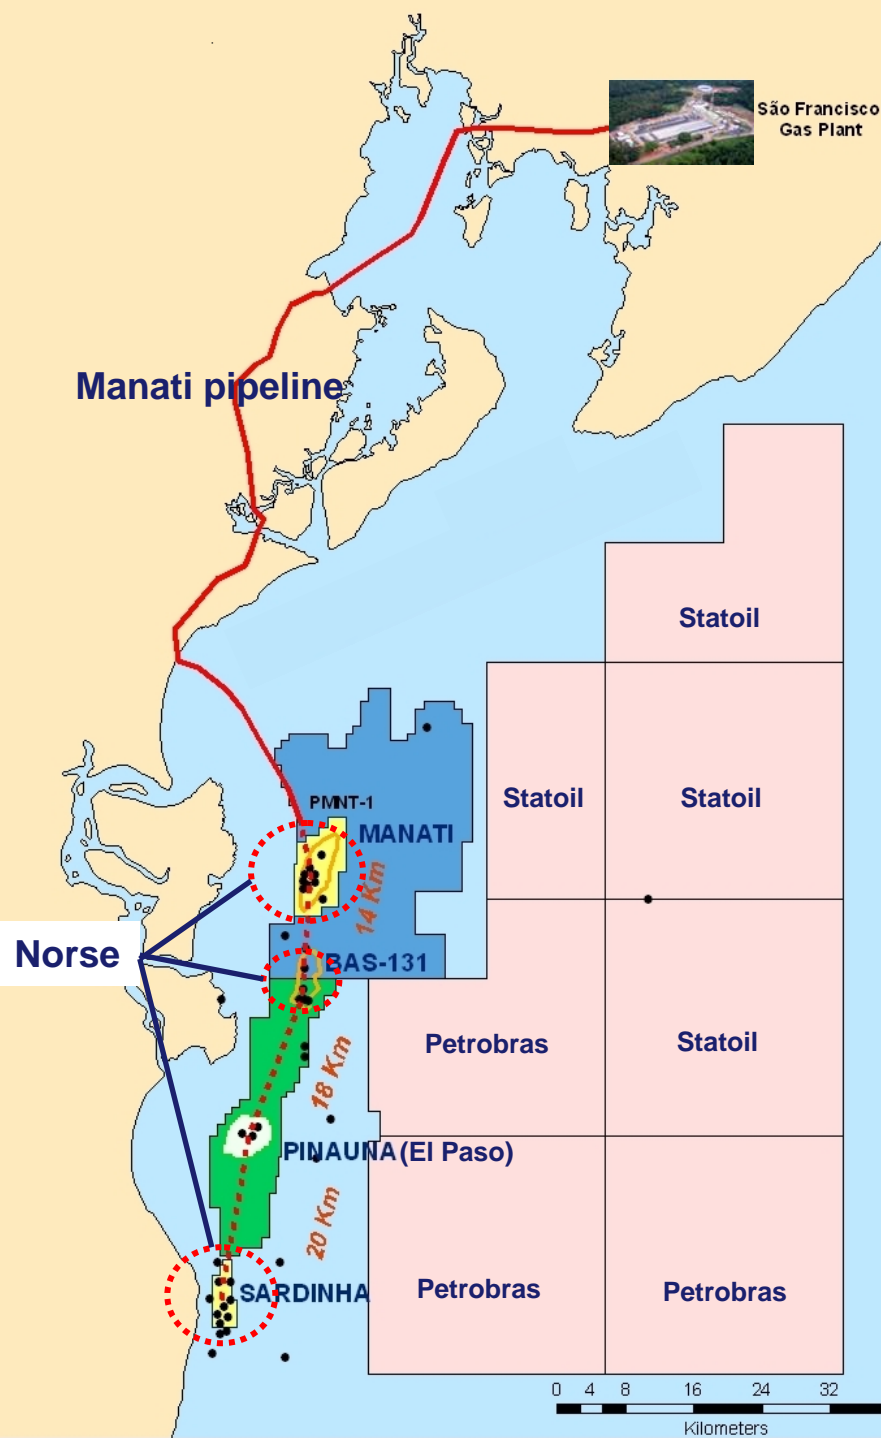 São Francisco
Gas Plant
Manati pipeline
Statoil
Statoil
Statoil
PMNT-1
MANATI
14 Km
Norse
BAS-131
Petrobras
Statoil
18 Km
PINAUNA (El Paso)
20 Km
SARDINHA
Petrobras
Petrobras
0 4 8 16 24 32
Kilometers